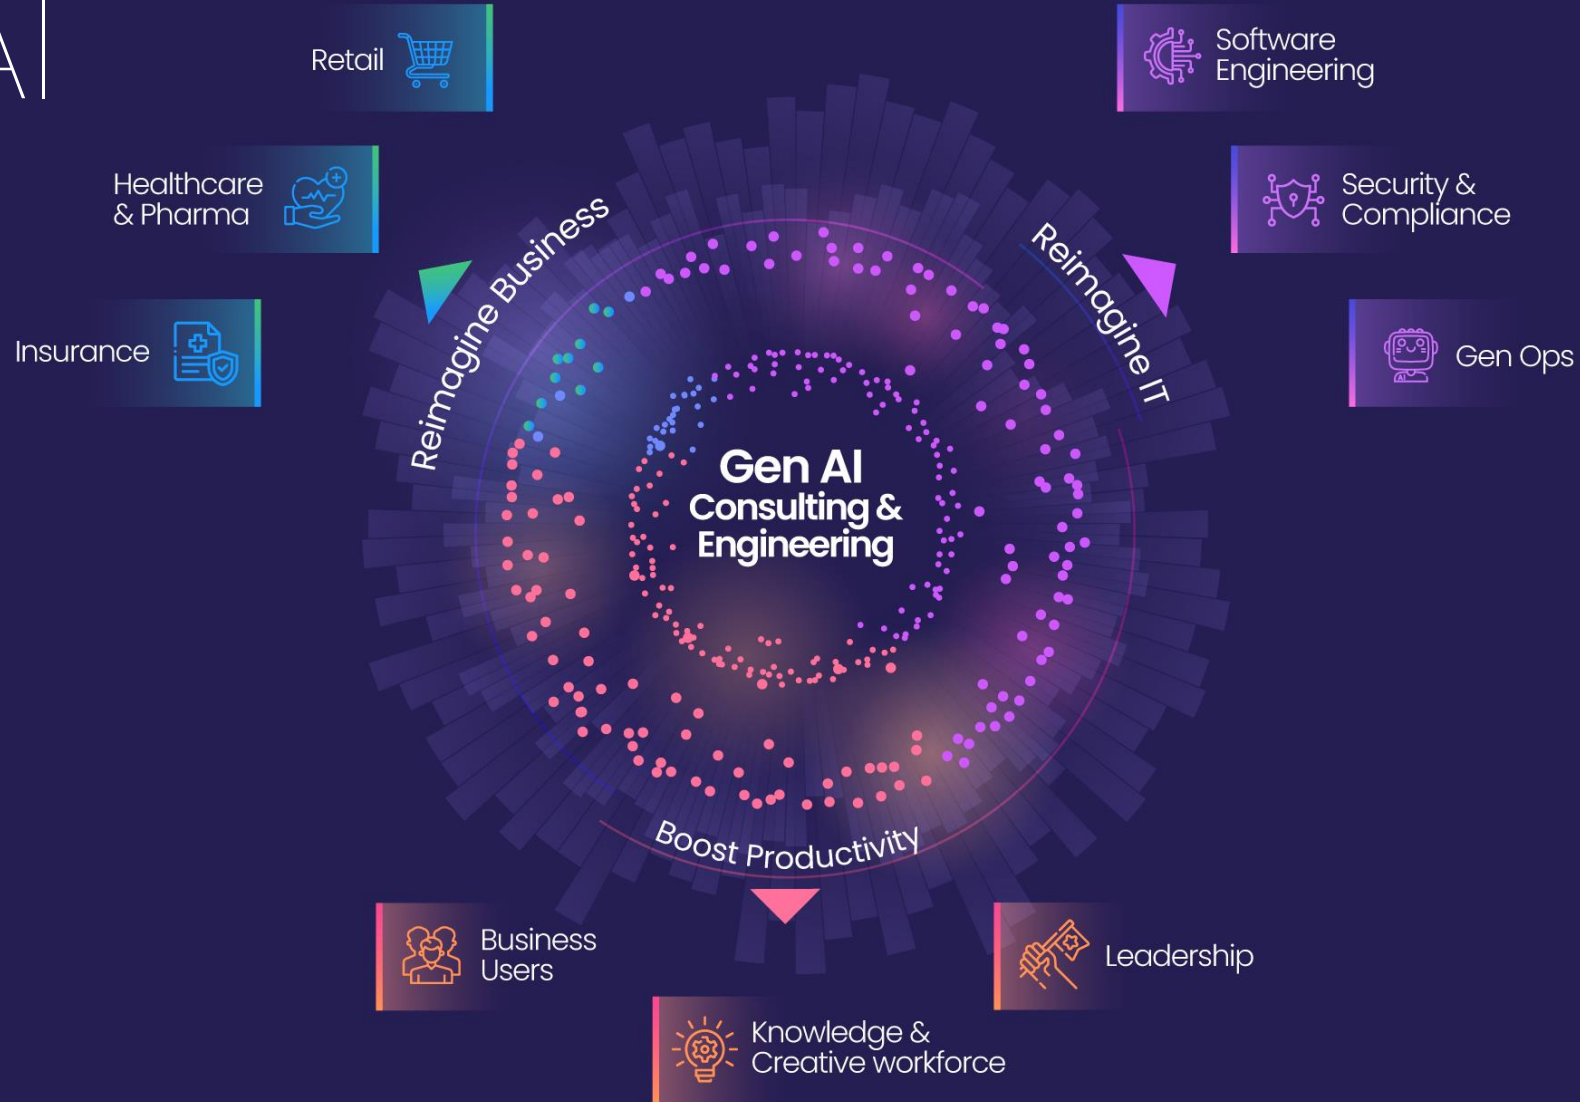 A
Retail
Healthcare
& Pharma
Insurance
Software
Engineering
Security &
Compliance
Gen Ops
Reimagine Business
Reimagine IT
Gen AI
Consulting &
Engineering
Boost Productivity
Business
Users
Knowledge &
Creative workforce
Leadership